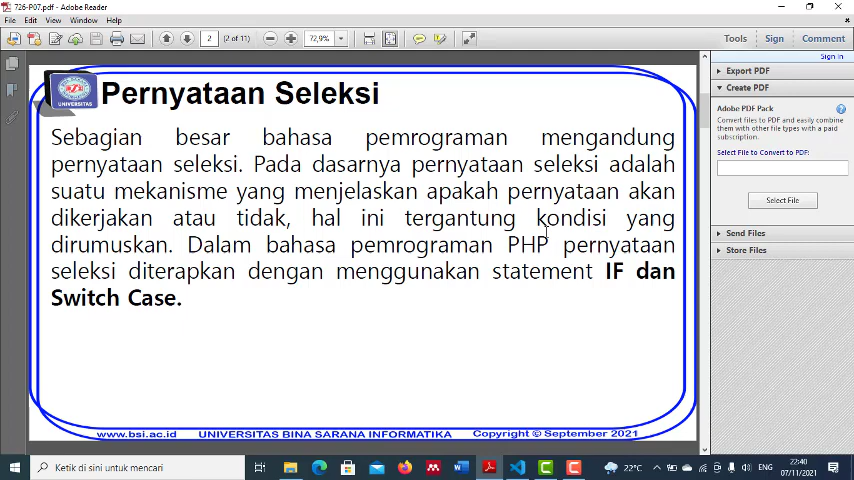 726-P07.pdf - Adobe Reader
File Edit View Window Help
2 (2 of 11) 72,9% Tools Sign Comment
Sign In
Export PDF
Create PDF
Adobe PDF Pack
Convert files to PDF and easily combine
them with other file types with a paid
subscription.
Select File to Convert to PDF:
Select File
Send Files
Store Files
UNIVERSITAS
Pernyataan Seleksi
Sebagian besar bahasa pemrograman mengandung
pernyataan seleksi. Pada dasarnya pernyataan seleksi adalah
suatu mekanisme yang menjelaskan apakah pernyataan akan
dikerjakan atau tidak, hal ini tergantung kondisi yang
dirumuskan. Dalam bahasa pemrograman PHP pernyataan
seleksi diterapkan dengan menggunakan statement IF dan
Switch Case.
www.bsi.ac.id UNIVERSITAS BINA SARANA INFORMATIKA Copyright © September 2021
Ketik di sini untuk mencari
22°C ENG
22:40
07/11/2021